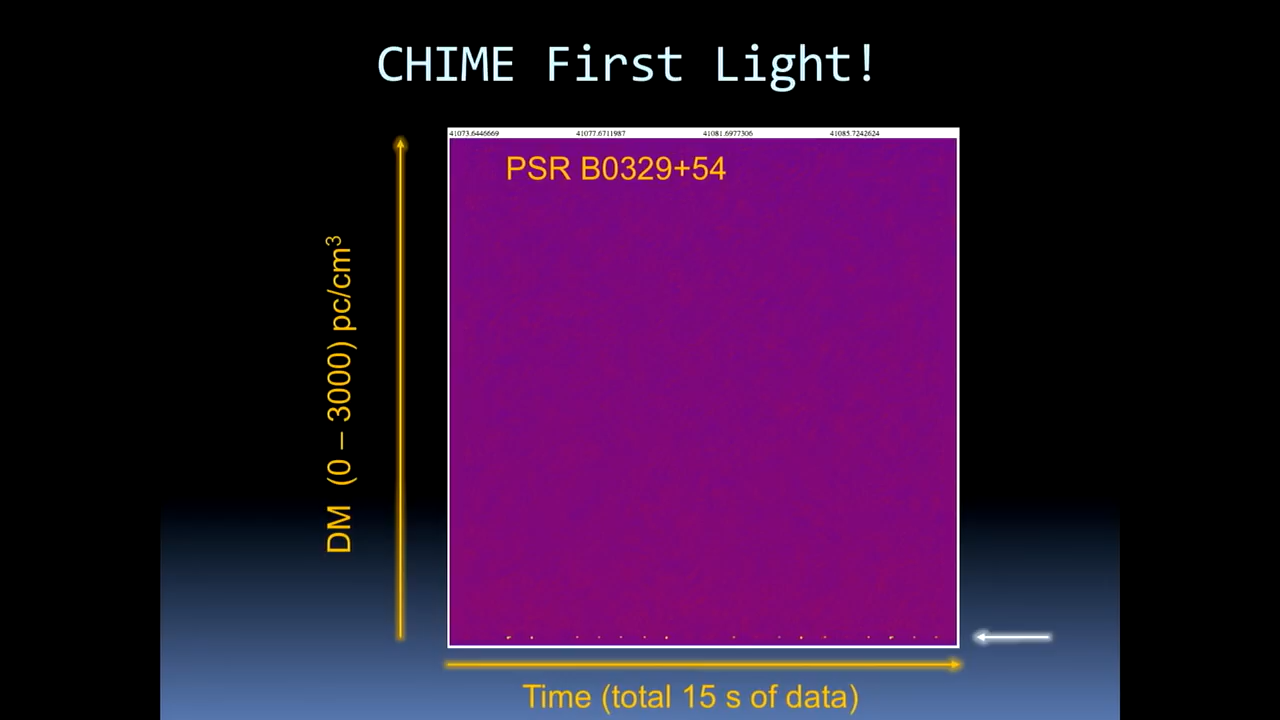 CHIME First Light!
41073.6446669 41077.6711987 41081.6977306 41085.7242624
PSR B0329+54
DM (0 – 3000) pc/cm³
Time (total 15 s of data)